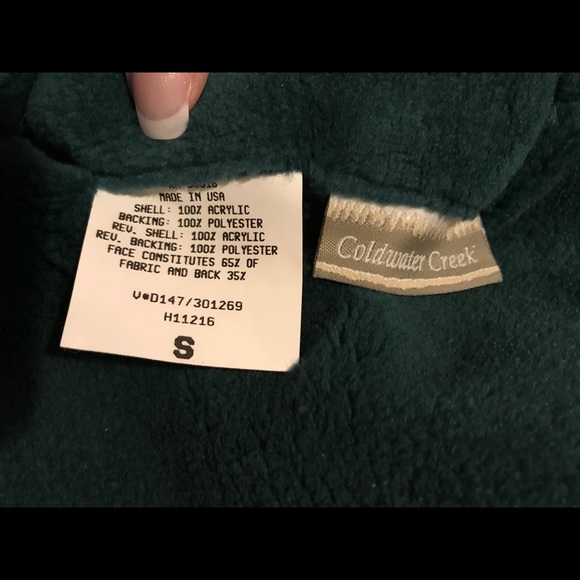 MADE IN USA
SHELL: 100% ACRYLIC
BACKING: 100% POLYESTER
REV. SHELL: 100% ACRYLIC
REV. BACKING: 100% POLYESTER
FACE CONSTITUTES 65% OF
FABRIC AND BACK 35%
V*D147/301269
H11216
S
Coldwater Creek